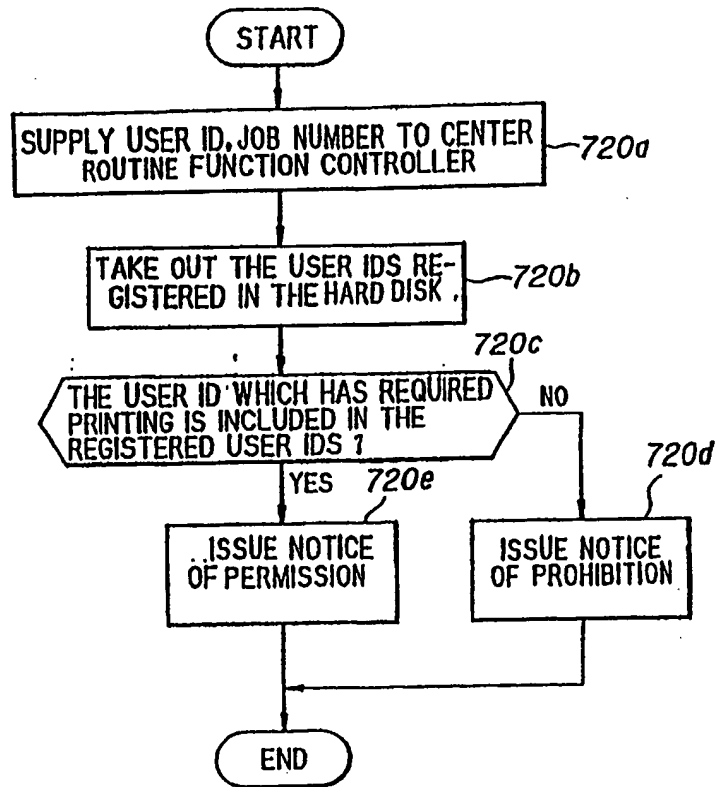 START
SUPPLY USER ID, JOB NUMBER TO CENTER
ROUTINE FUNCTION CONTROLLER
720a
TAKE OUT THE USER IDS RE-
GISTERED IN THE HARD DISK.
720b
720c
THE USER ID WHICH HAS REQUIRED
PRINTING IS INCLUDED IN THE
REGISTERED USER IDS ?
NO
YES
720e
720d
ISSUE NOTICE
OF PERMISSION
ISSUE NOTICE
OF PROHIBITION
END